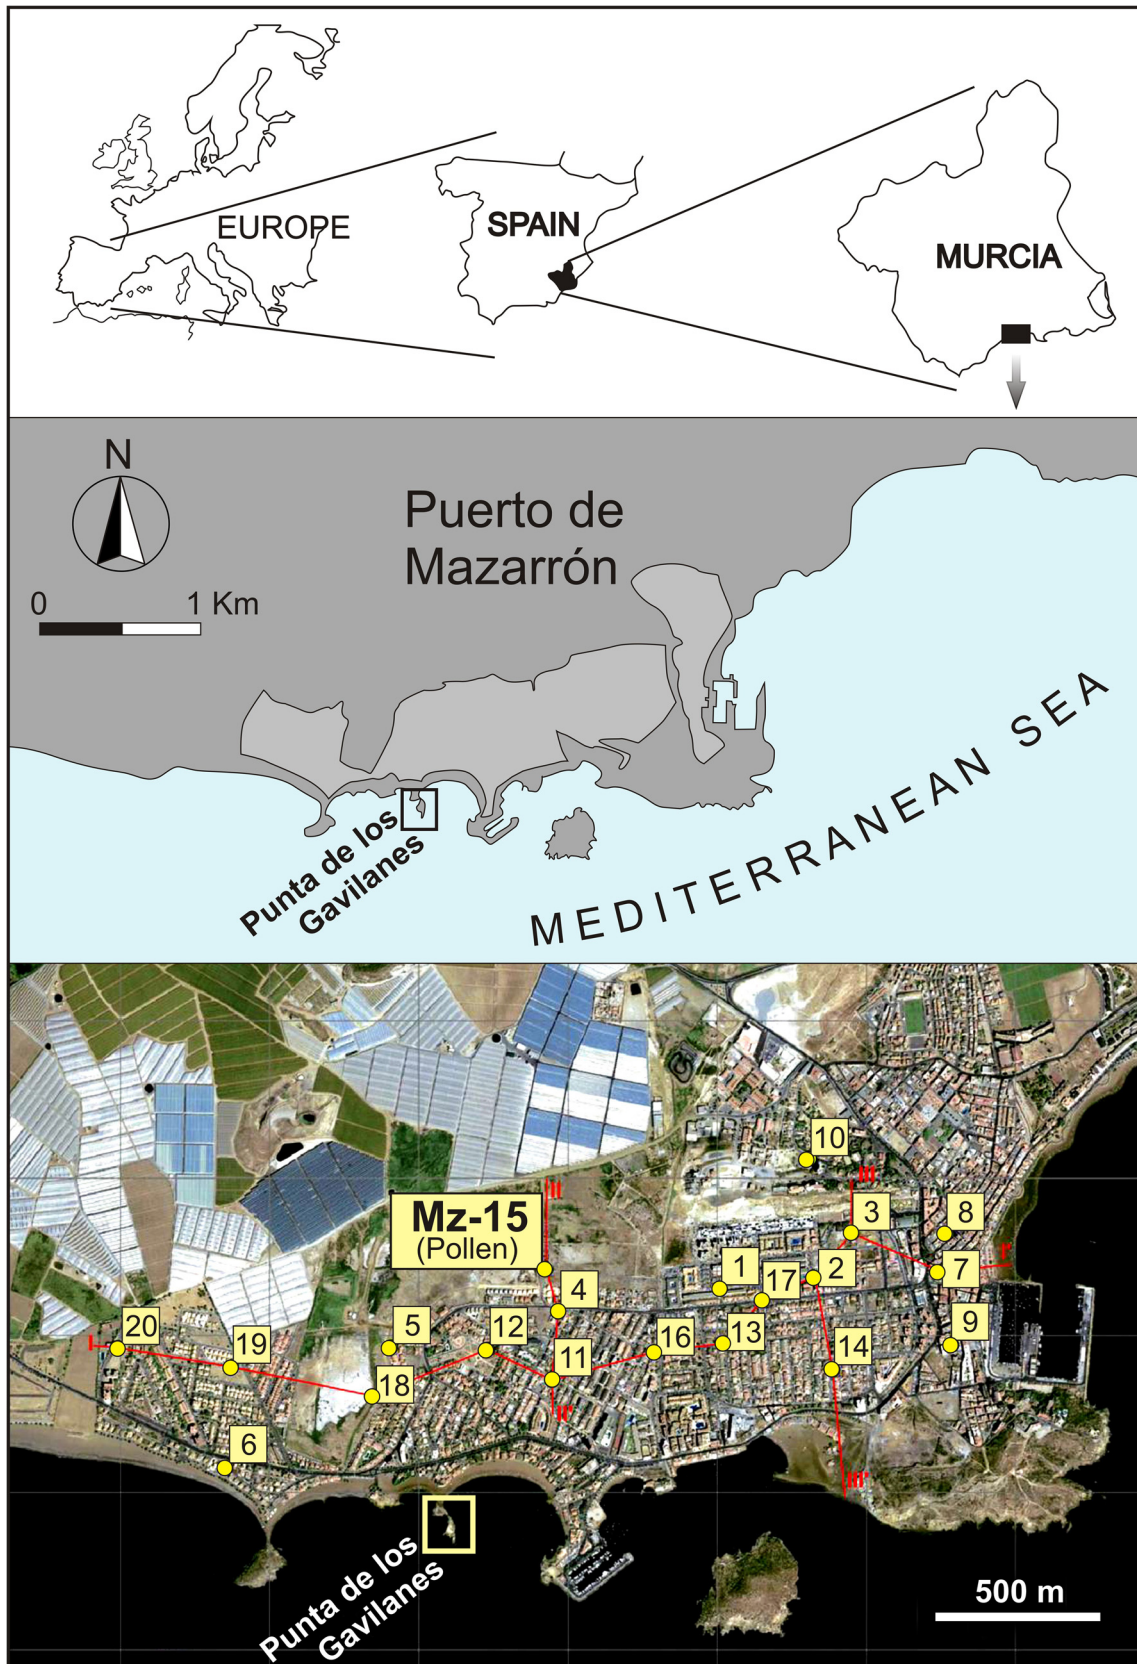 EUROPE
SPAIN
MURCIA
N
0 1 Km
Puerto de
Mazarrón
Punta de los
Gavilanes
MEDITERRANEAN SEA
10
II
III
Mz-15
(Pollen)
3
8
I'
1
17
2
7
4
I
20
19
5
12
11
16
13
14
9
18
II'
6
III'
Punta de los
Gavilanes
500 m